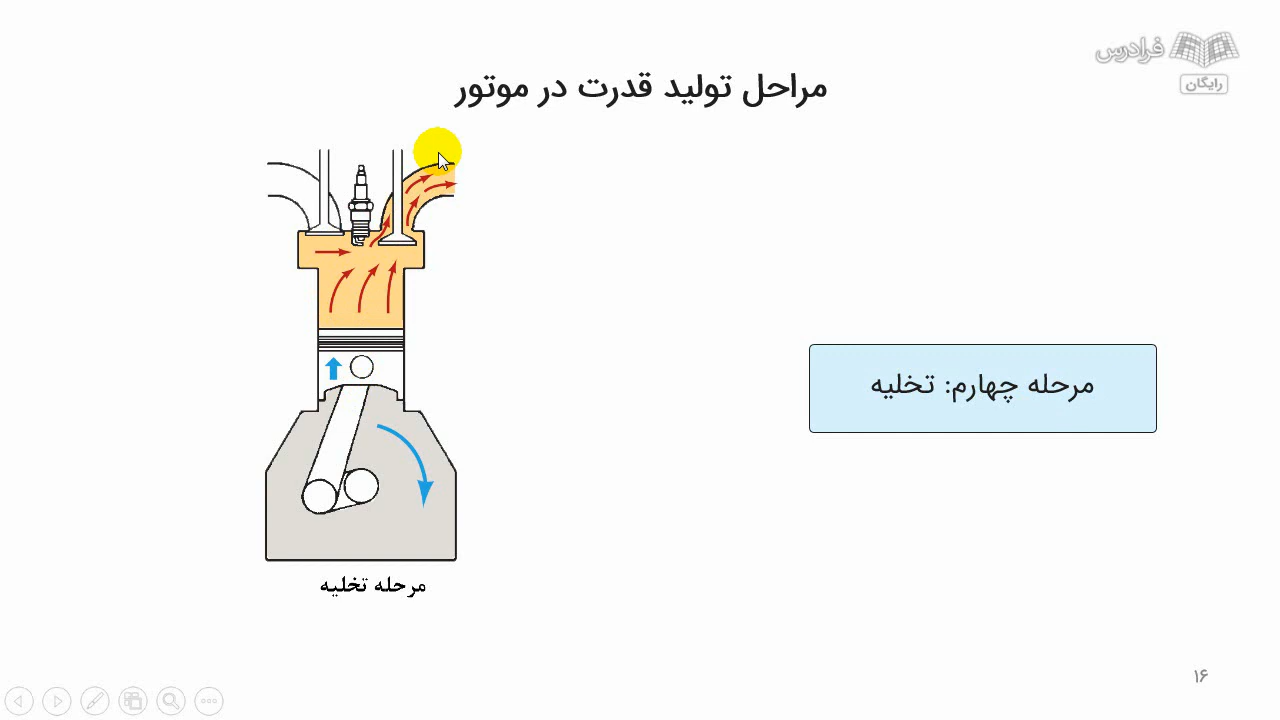 فرادرس
رایگان
مراحل تولید قدرت در موتور
مرحله چهارم: تخلیه
مرحله تخلیه
۱۶